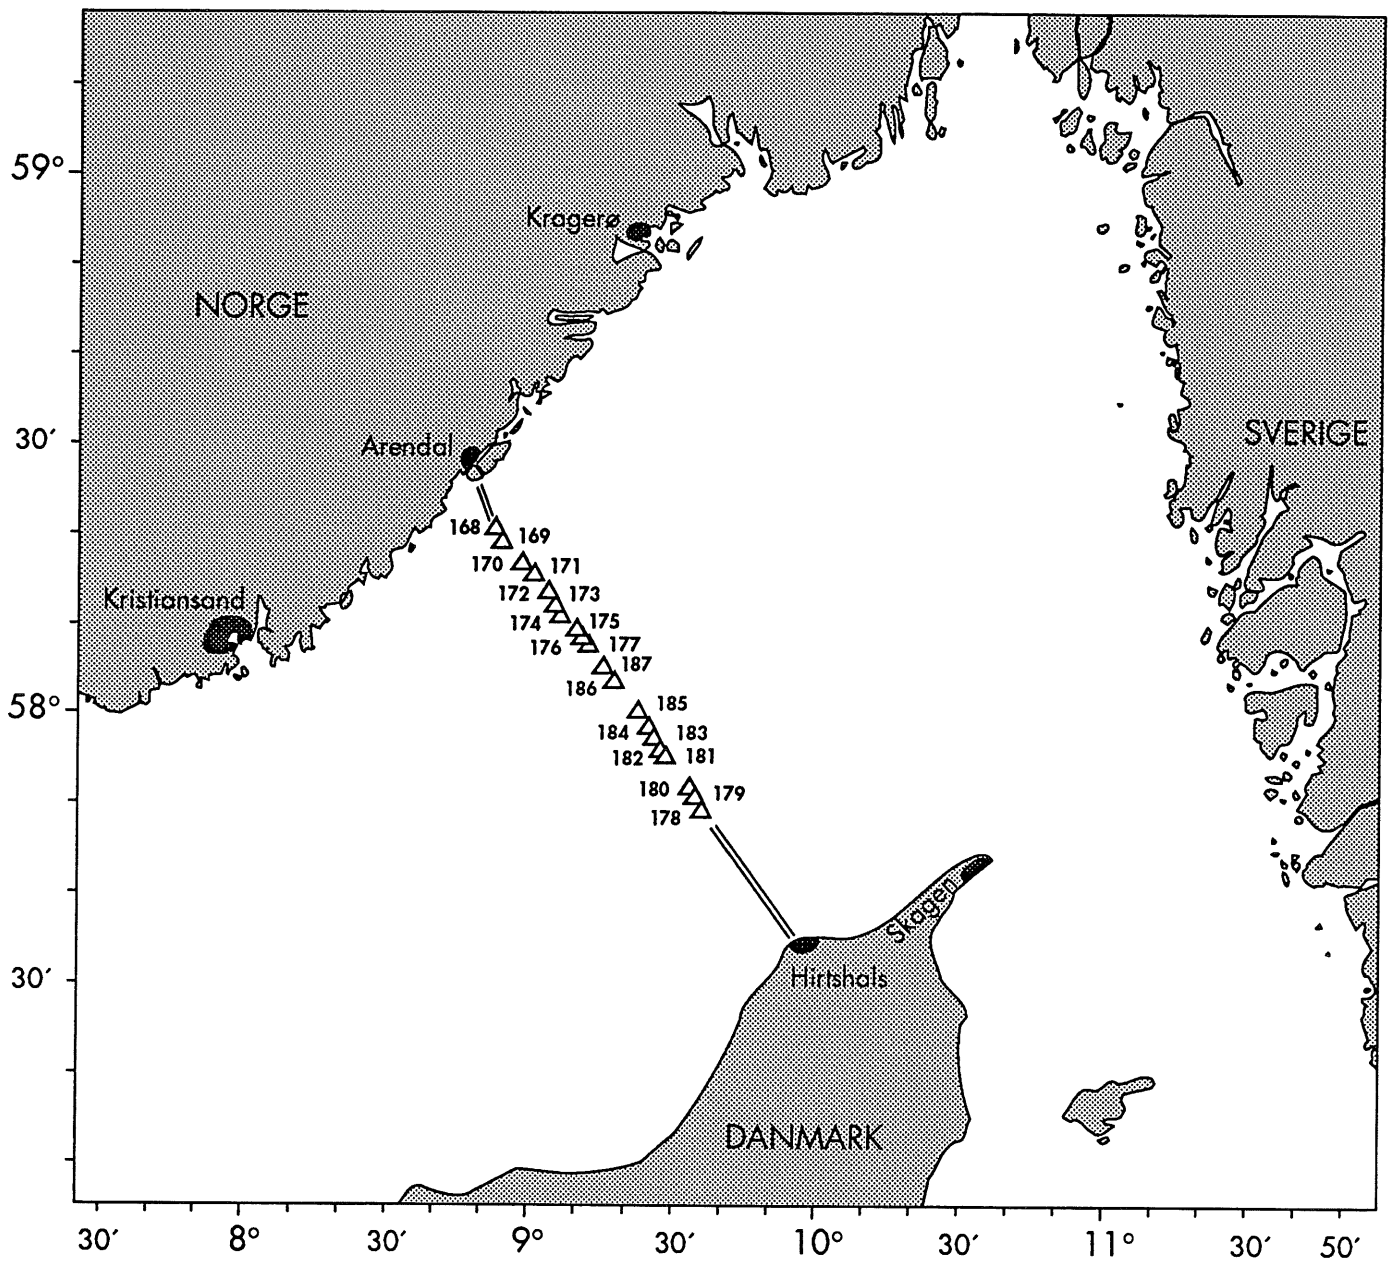 59°
Kragerø
NORGE
30′
Arendal
SVERIGE
168
169
170
171
172
173
174
175
Kristiansand
176
177
187
186
58°
185
184
183
182
181
180
179
178
Skagen
30′
Hirtshals
DANMARK
30′ 8° 30′ 9° 30′ 10° 30′ 11° 30′ 50′